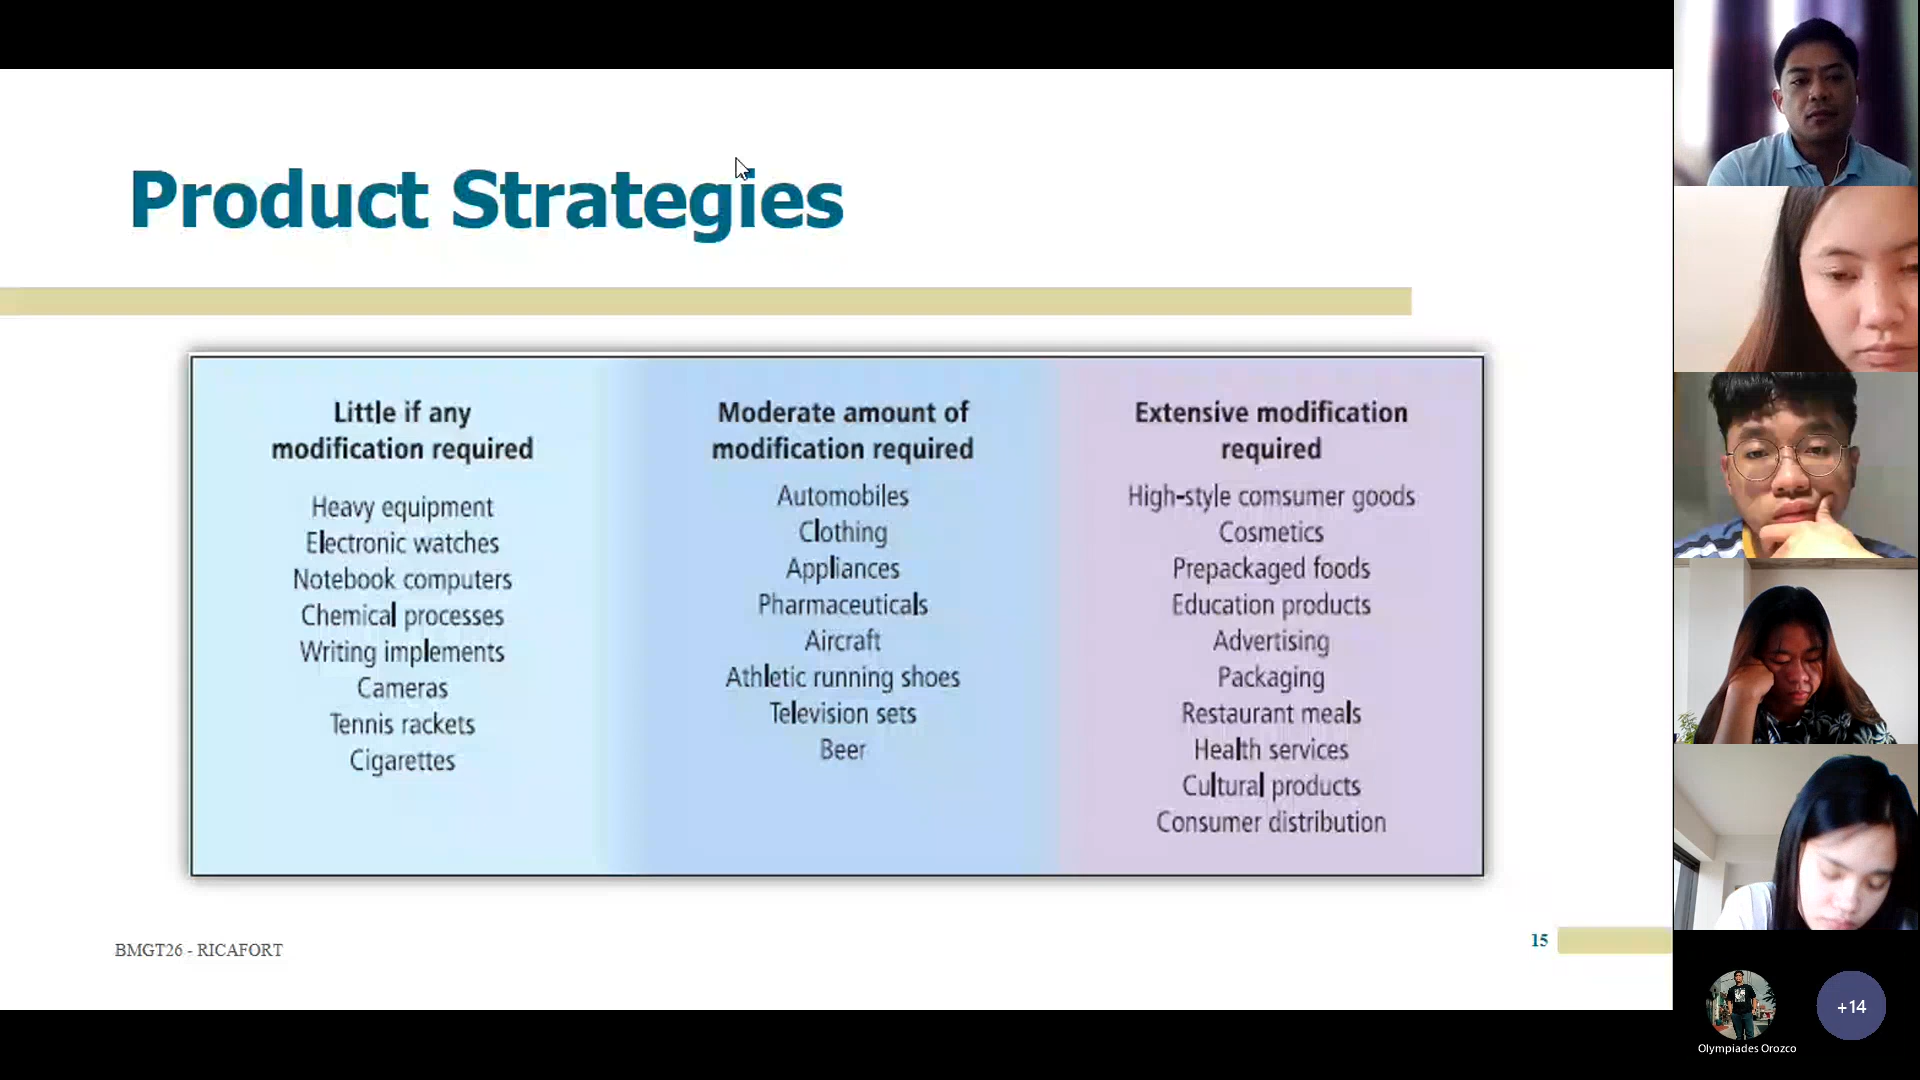 Product Strategies
Little if any
modification required
Heavy equipment
Electronic watches
Notebook computers
Chemical processes
Writing implements
Cameras
Tennis rackets
Cigarettes
Moderate amount of
modification required
Automobiles
Clothing
Appliances
Pharmaceuticals
Aircraft
Athletic running shoes
Television sets
Beer
Extensive modification
required
High-style comsumer goods
Cosmetics
Prepackaged foods
Education products
Advertising
Packaging
Restaurant meals
Health services
Cultural products
Consumer distribution
BMGT26 - RICAFORT
15
+14
Olympiades Orozco